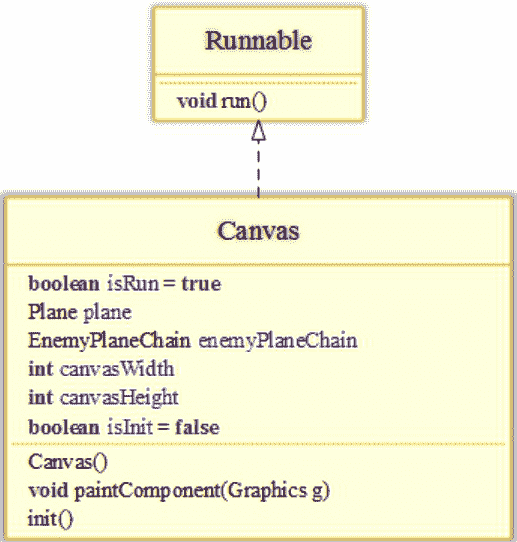 Runnable
void run()
Canvas
boolean isRun = true
Plane plane
EnemyPlaneChain enemyPlaneChain
int canvasWidth
int canvasHeight
boolean isInit = false
Canvas()
void paintComponent(Graphics g)
init()